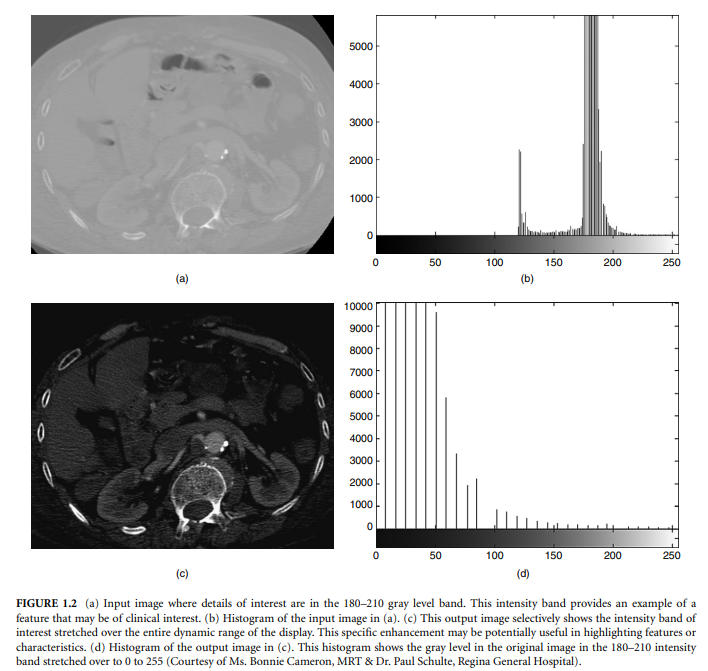 5000
4000
3000
2000
1000
0
0 50 100 150 200 250
(a) (b)
10000
9000
8000
7000
6000
5000
4000
3000
2000
1000
0
0 50 100 150 200 250
(c) (d)
FIGURE 1.2 (a) Input image where details of interest are in the 180–210 gray level band. This intensity band provides an example of a
feature that may be of clinical interest. (b) Histogram of the input image in (a). (c) This output image selectively shows the intensity band of
interest stretched over the entire dynamic range of the display. This specific enhancement may be potentially useful in highlighting features or
characteristics. (d) Histogram of the output image in (c). This histogram shows the gray level in the original image in the 180–210 intensity
band stretched over to 0 to 255 (Courtesy of Ms. Bonnie Cameron, MRT & Dr. Paul Schulte, Regina General Hospital).